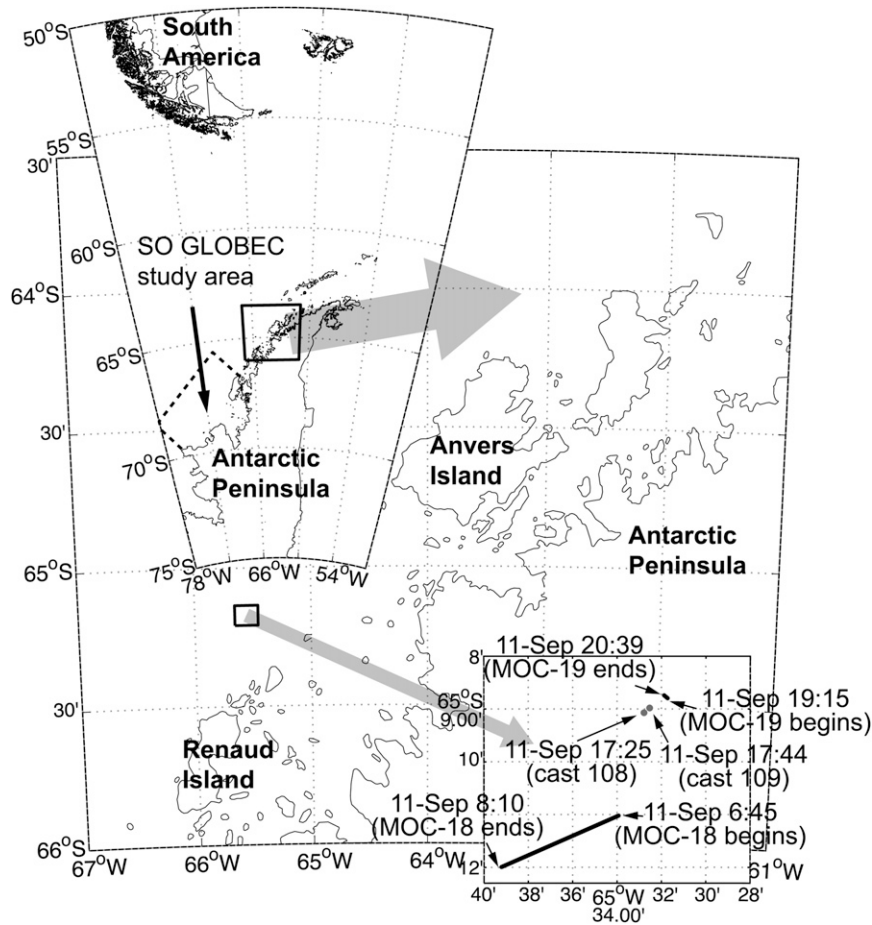 50°S
South
America
55°S
30'
60°S
SO GLOBEC
study area
64°S
65°S
30'
70°S
Antarctic
Peninsula
Anvers
Island
Antarctic
Peninsula
65°S
75°S
78°W
66°W
54°W
11-Sep 20:39
(MOC-19 ends)
8'
65°S
9.00'
11-Sep 19:15
(MOC-19 begins)
30'
Renaud
Island
10'
11-Sep 17:25
(cast 108)
11-Sep 17:44
(cast 109)
11-Sep 8:10
(MOC-18 ends)
11-Sep 6:45
(MOC-18 begins)
66°S
12'
67°W
66°W
65°W
64°W
61°W
40'
38'
36'
65°W
34.00'
32'
30'
28'